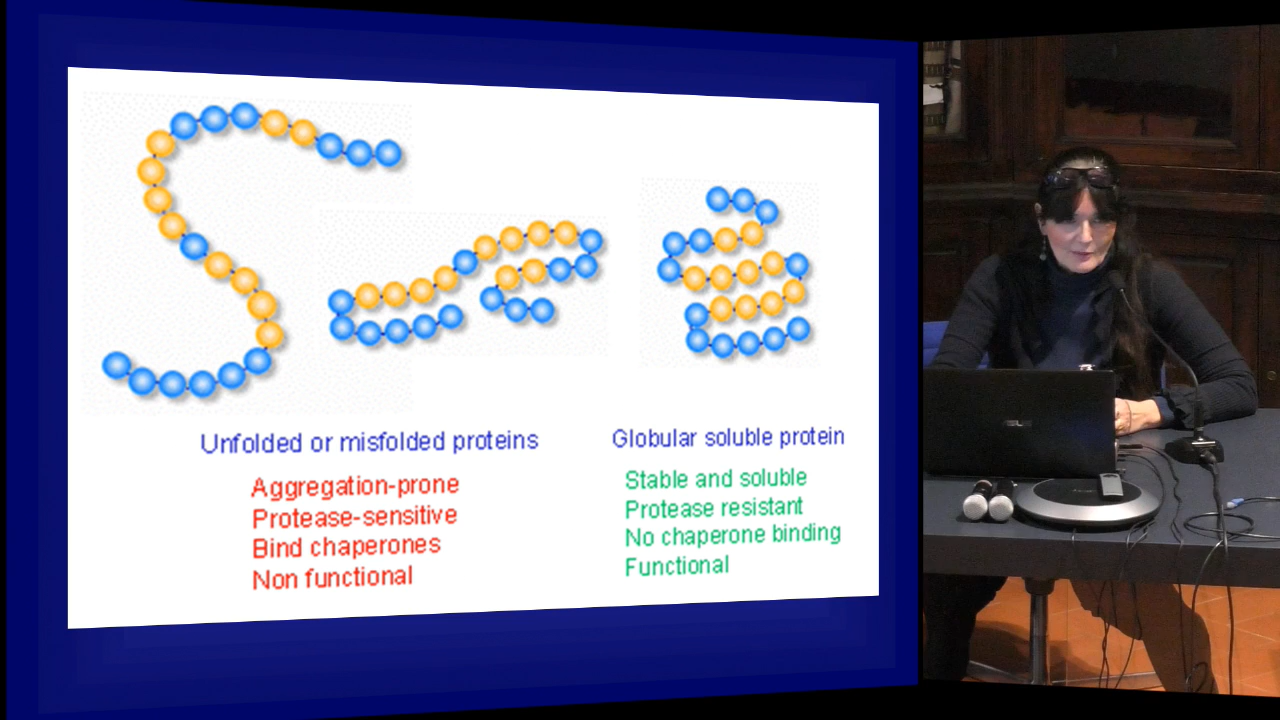 Unfolded or misfolded proteins
Aggregation-prone
Protease-sensitive
Bind chaperones
Non functional
Globular soluble protein
Stable and soluble
Protease resistant
No chaperone binding
Functional